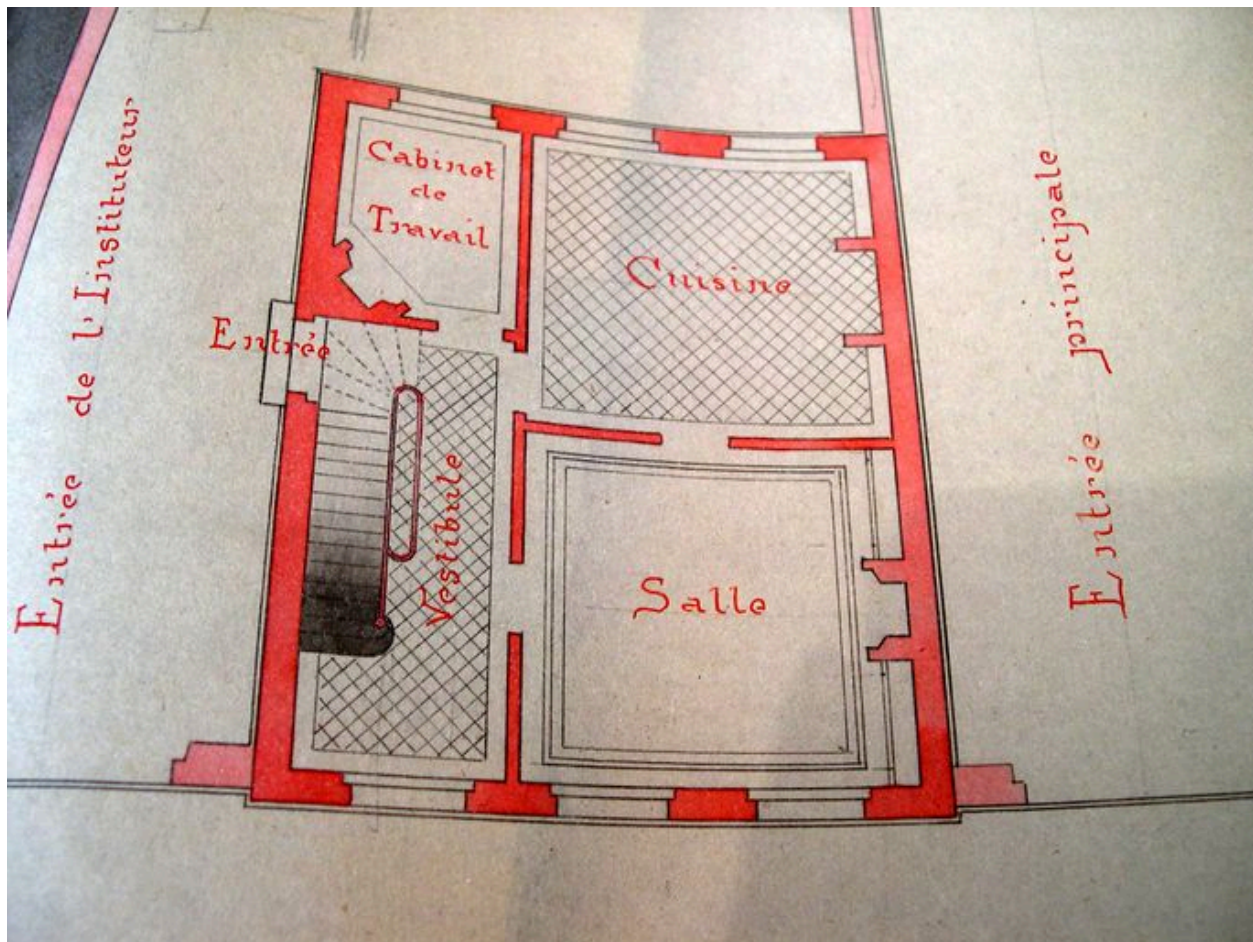 Entrée de l'Instituteur
Cabinet
de
Travail
Cuisine
Entrée
Vestibule
Salle
Entrée principale